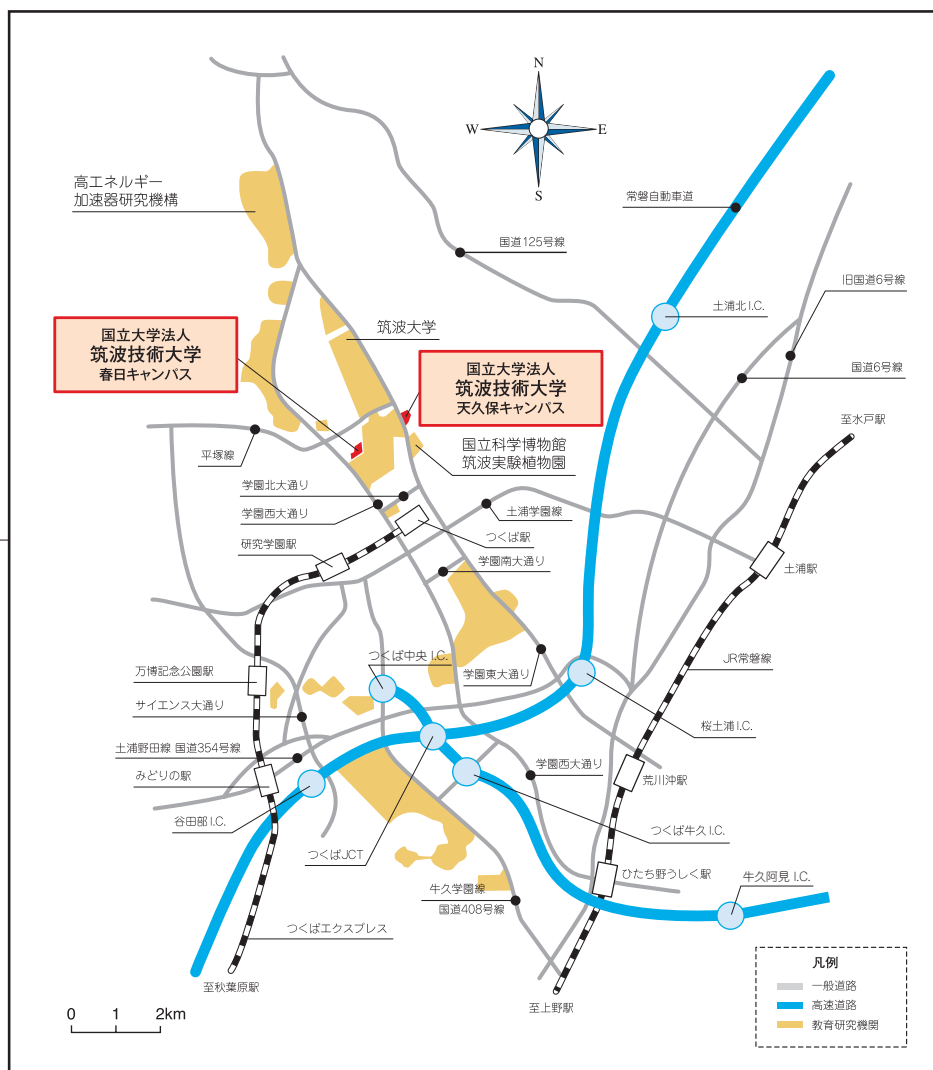 N
W
E
S
高エネルギー
加速器研究機構
常磐自動車道
国道125号線
旧国道6号線
土浦北I.C.
国立大学法人
筑波技術大学
春日キャンパス
筑波大学
国立大学法人
筑波技術大学
天久保キャンパス
国道6号線
至水戸駅
平塚線
国立科学博物館
筑波実験植物園
学園北大通り
学園西大通り
土浦学園線
つくば駅
研究学園駅
学園南大通り
土浦駅
つくば中央I.C.
JR常磐線
万博記念公園駅
学園東大通り
サイエンス大通り
桜土浦I.C.
土浦野田線 国道354号線
みどりの駅
学園西大通り
荒川沖駅
谷田部I.C.
つくば牛久I.C.
つくばJCT
ひたち野うしく駅
牛久阿見I.C.
牛久学園線
国道408号線
つくばエクスプレス
至秋葉原駅
至上野駅
凡例
一般道路
高速道路
教育研究機関
0 1 2km